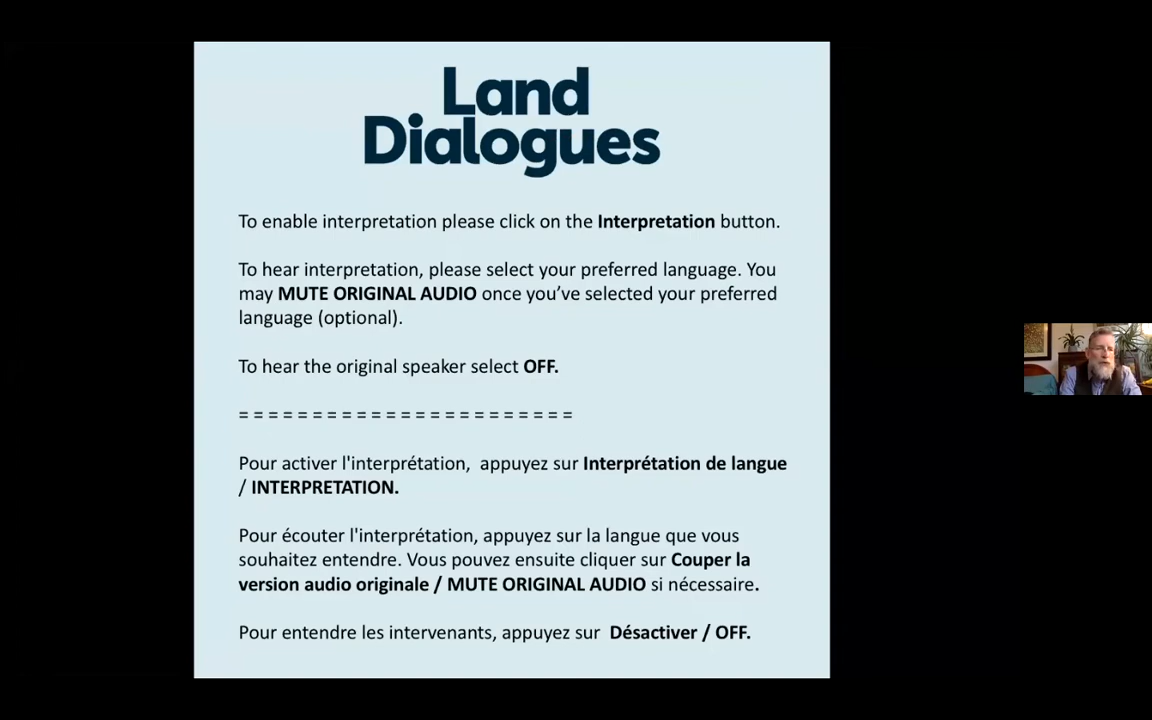 Land
Dialogues
To enable interpretation please click on the Interpretation button.
To hear interpretation, please select your preferred language. You
may MUTE ORIGINAL AUDIO once you’ve selected your preferred
language (optional).
To hear the original speaker select OFF.
= = = = = = = = = = = = = = = = = = = = = = =
Pour activer l'interprétation,  appuyez sur Interprétation de langue
/ INTERPRETATION.
Pour écouter l'interprétation, appuyez sur la langue que vous
souhaitez entendre. Vous pouvez ensuite cliquer sur Couper la
version audio originale / MUTE ORIGINAL AUDIO si nécessaire.
Pour entendre les intervenants, appuyez sur  Désactiver / OFF.